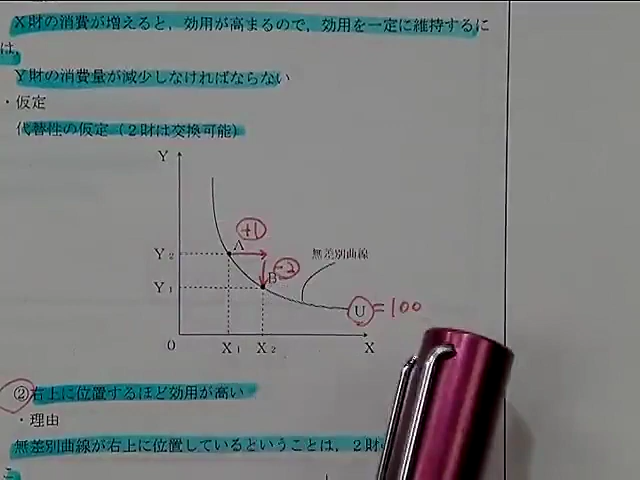 X財の消費が増えると，効用が高まるので，効用を一定に維持するに
は，
Y財の消費量が減少しなければならない
・仮定
代替性の仮定（２財は交換可能）
Y
+1
Y₂
A
無差別曲線
-2
B
Y₁
U=100
0
X₁
X₂
X
②右上に位置するほど効用が高い
・理由
無差別曲線が右上に位置しているということは，２財